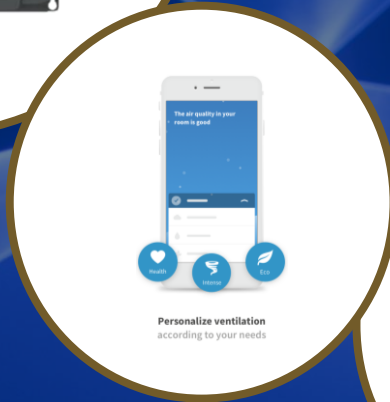 The air quality in your
room is good
Health
Intense
Eco
Personalize ventilation
according to your needs